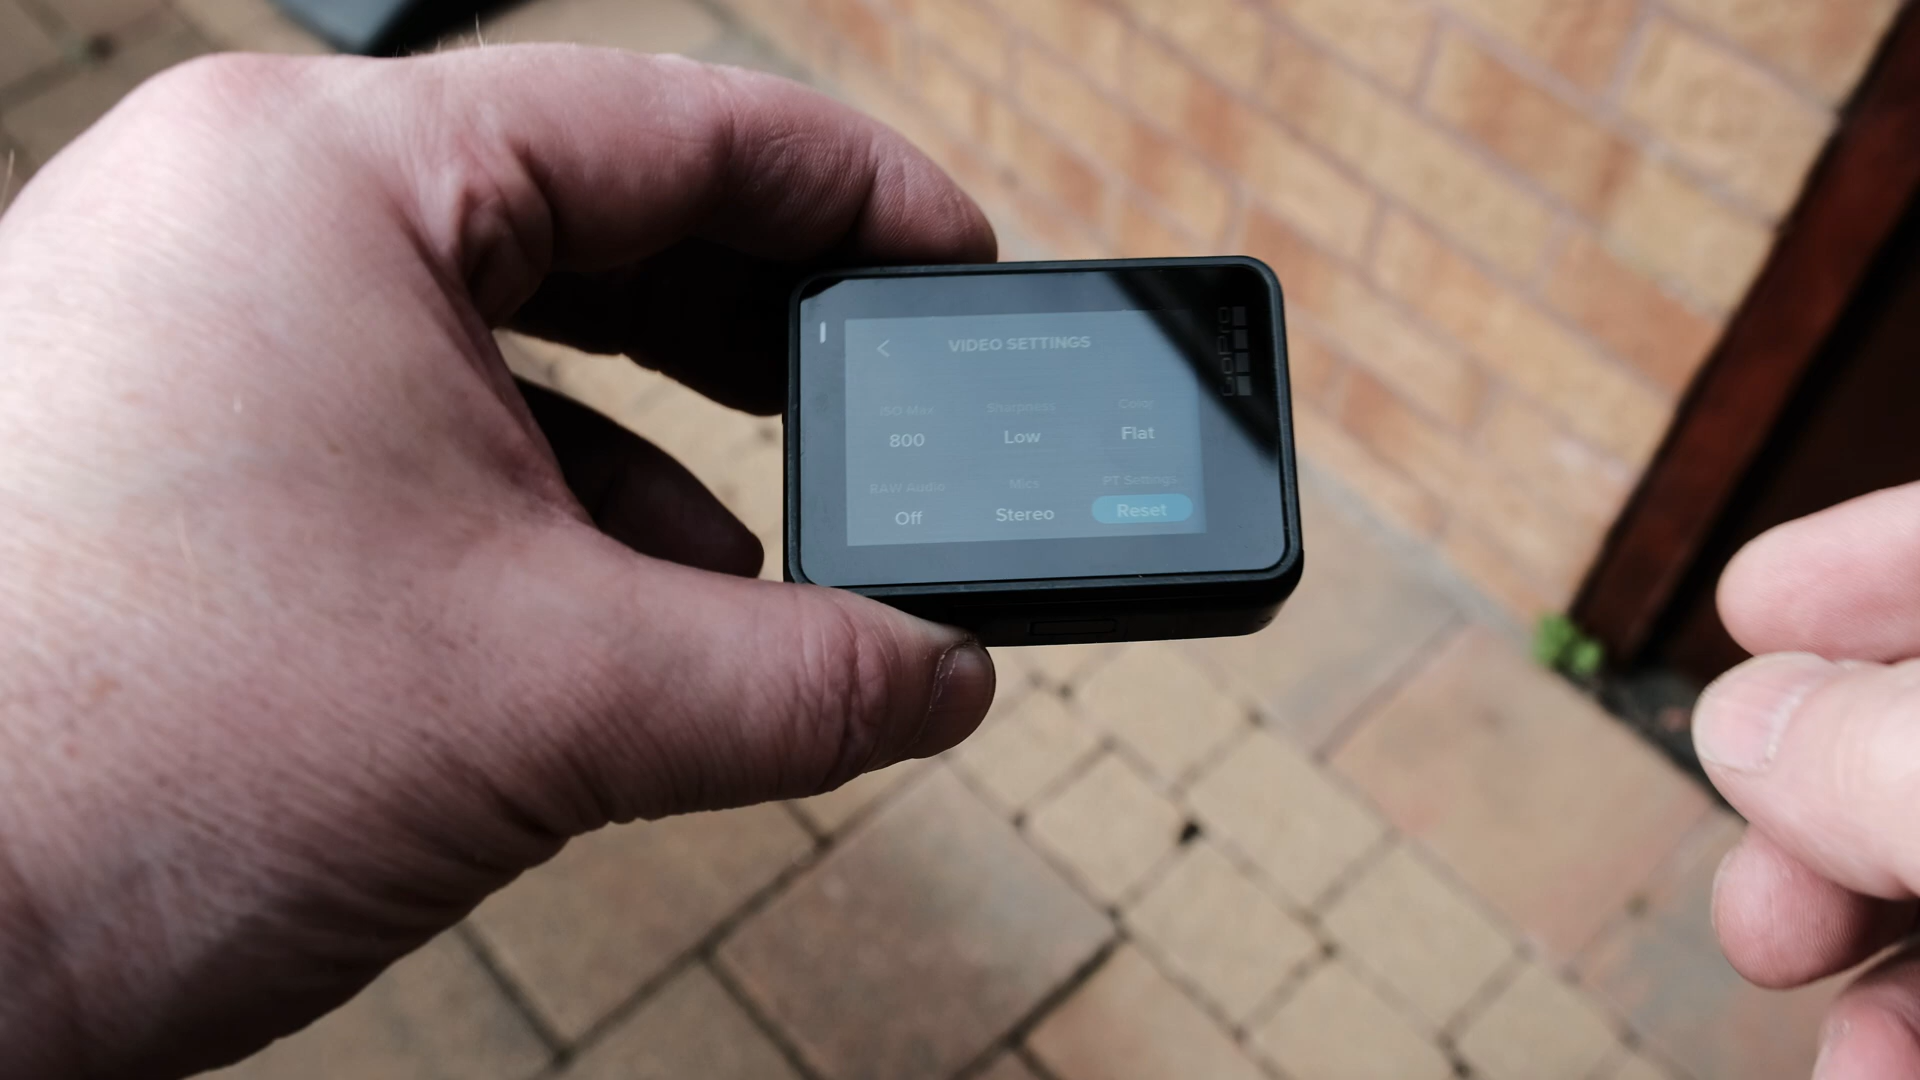 < VIDEO SETTINGS
ISO Max Sharpness Color
800 Low Flat
RAW Audio Mics PT Settings
Off Stereo Reset
GoPro